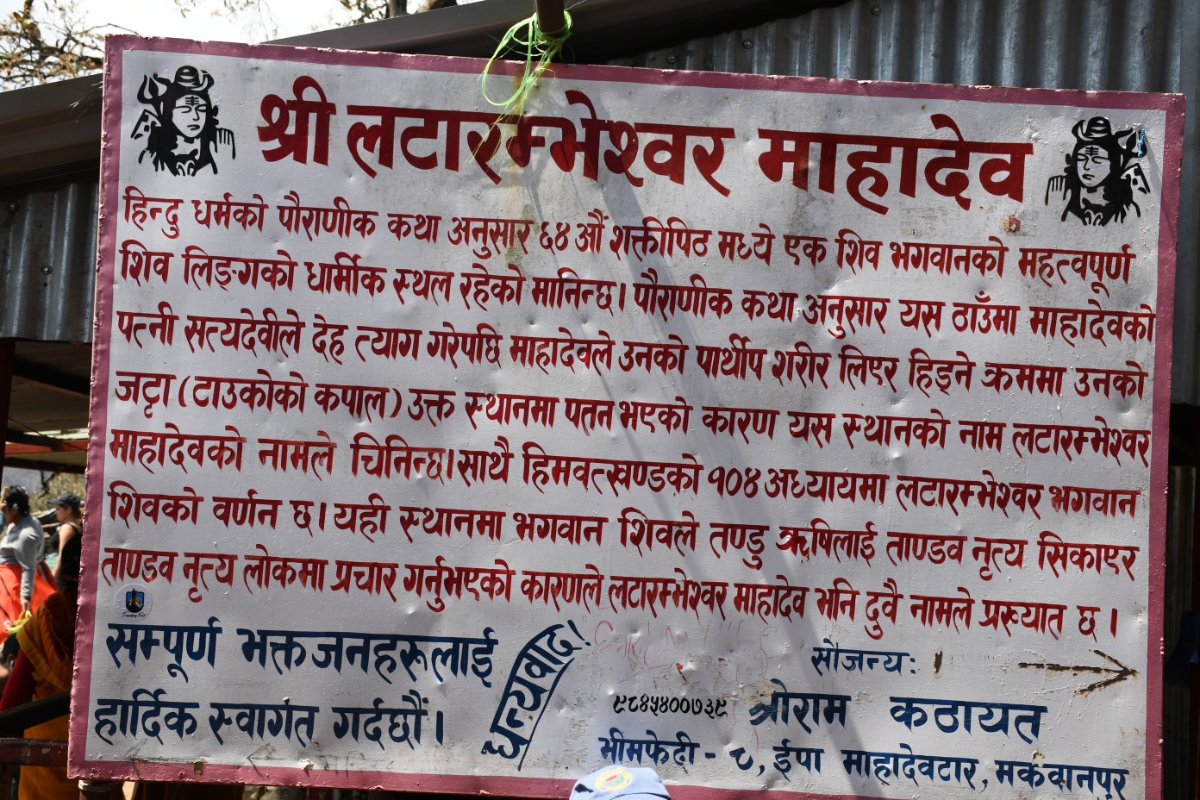 श्री लटारम्भेश्वर माहादेव
हिन्दु धर्मको पौराणीक कथा अनुसार ६४ औं शक्तीपिठ मध्ये एक शिव भगवानको महत्वपूर्ण
शिव लिङ्गको धार्मीक स्थल रहेको मानिन्छ। पौराणीक कथा अनुसार यस ठाउँमा माहादेवको
पत्नी सत्यदेवीले देह त्याग गरेपछि माहादेवले उनको पार्थीप शरीर लिएर हिड्ने क्रममा उनको
जट्टा (टाउकोको कपाल) उक्त स्थानमा पतन भएको कारण यस स्थानको नाम लटारम्भेश्वर
माहादेवको नामले चिनिन्छ। साथै हिमवत्खण्डको १०४ अध्यायमा लटारम्भेश्वर भगवान
शिवको वर्णन छ। यही स्थानमा भगवान शिवले तण्डु ऋषिलाई ताण्डव नृत्य सिकाएर
ताण्डव नृत्य लोकमा प्रचार गर्नुभएको कारणले लटारम्भेश्वर माहादेव भनि दुवै नामले प्रख्यात छ।
सम्पूर्ण भक्तजनहरूलाई
हार्दिक स्वागत गर्दछौं।
धन्यवाद!
सौजन्य:
९८४५४००७३९ श्रीराम कठायत
भीमफेदी - ८, ईपा माहादेवटार, मकवानपुर